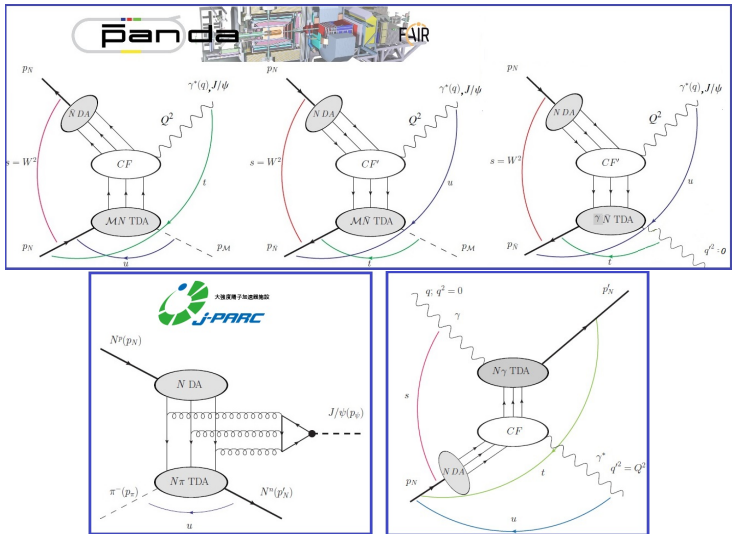 p̄anda
FAIR
p_N̄
γ*(q), J/ψ
N̄ DA
Q²
CF
s = W²
t
MN TDA
p_N
p_M
u
p_N
γ*(q), J/ψ
N DA
Q²
CF′
s = W²
u
MN̄ TDA
p_N̄
p_M
t
p_N
γ*(q), J/ψ
N DA
Q²
CF′
s = W²
u
N̄ TDA
p_N̄
t
q′² = 0
大強度陽子加速器施設
J-PARC
N^p(p_N)
N DA
J/ψ(p_ψ)
Nπ TDA
π⁻(p_π)
N^n(p′_N)
u
q; q² = 0
p′_N
γ
Nγ TDA
s
CF
N DA
γ*
p_N
t
q′² = Q²
u